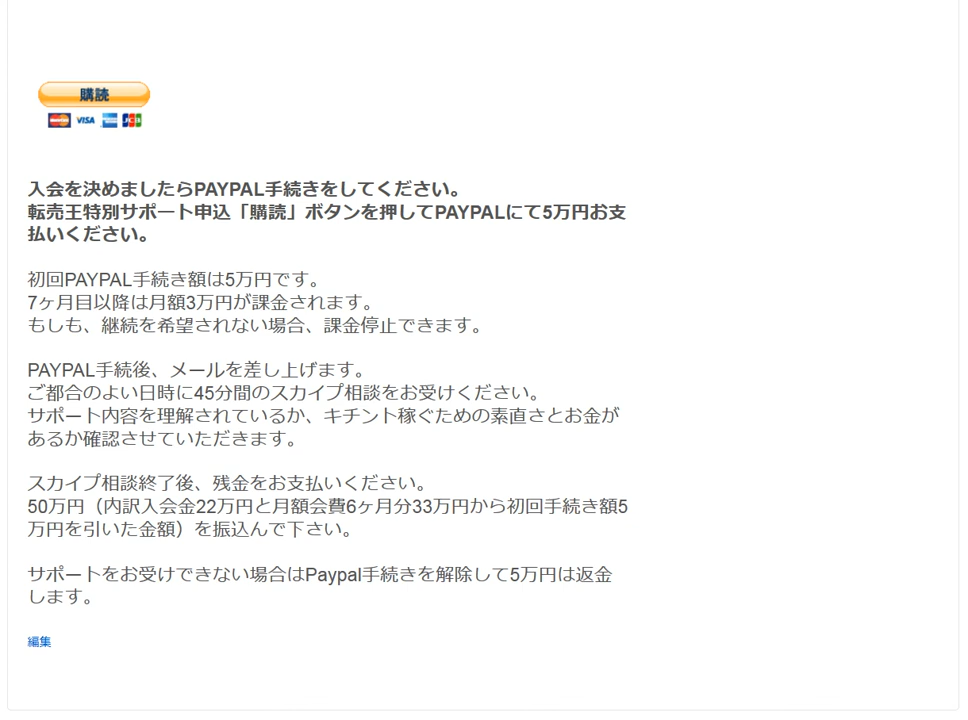 購読
VISA
JCB
入会を決めましたらPAYPAL手続きをしてください。
転売王特別サポート申込「購読」ボタンを押してPAYPALにて5万円お支
払いください。
初回PAYPAL手続き額は5万円です。
7ヶ月目以降は月額3万円が課金されます。
もしも、継続を希望されない場合、課金停止できます。
PAYPAL手続後、メールを差し上げます。
ご都合のよい日時に45分間のスカイプ相談をお受けください。
サポート内容を理解されているか、キチント稼ぐための素直さとお金が
あるか確認させていただきます。
スカイプ相談終了後、残金をお支払いください。
50万円（内訳入会金22万円と月額会費6ヶ月分33万円から初回手続き額5
万円を引いた金額）を振込んで下さい。
サポートをお受けできない場合はPaypal手続きを解除して5万円は返金
します。
編集